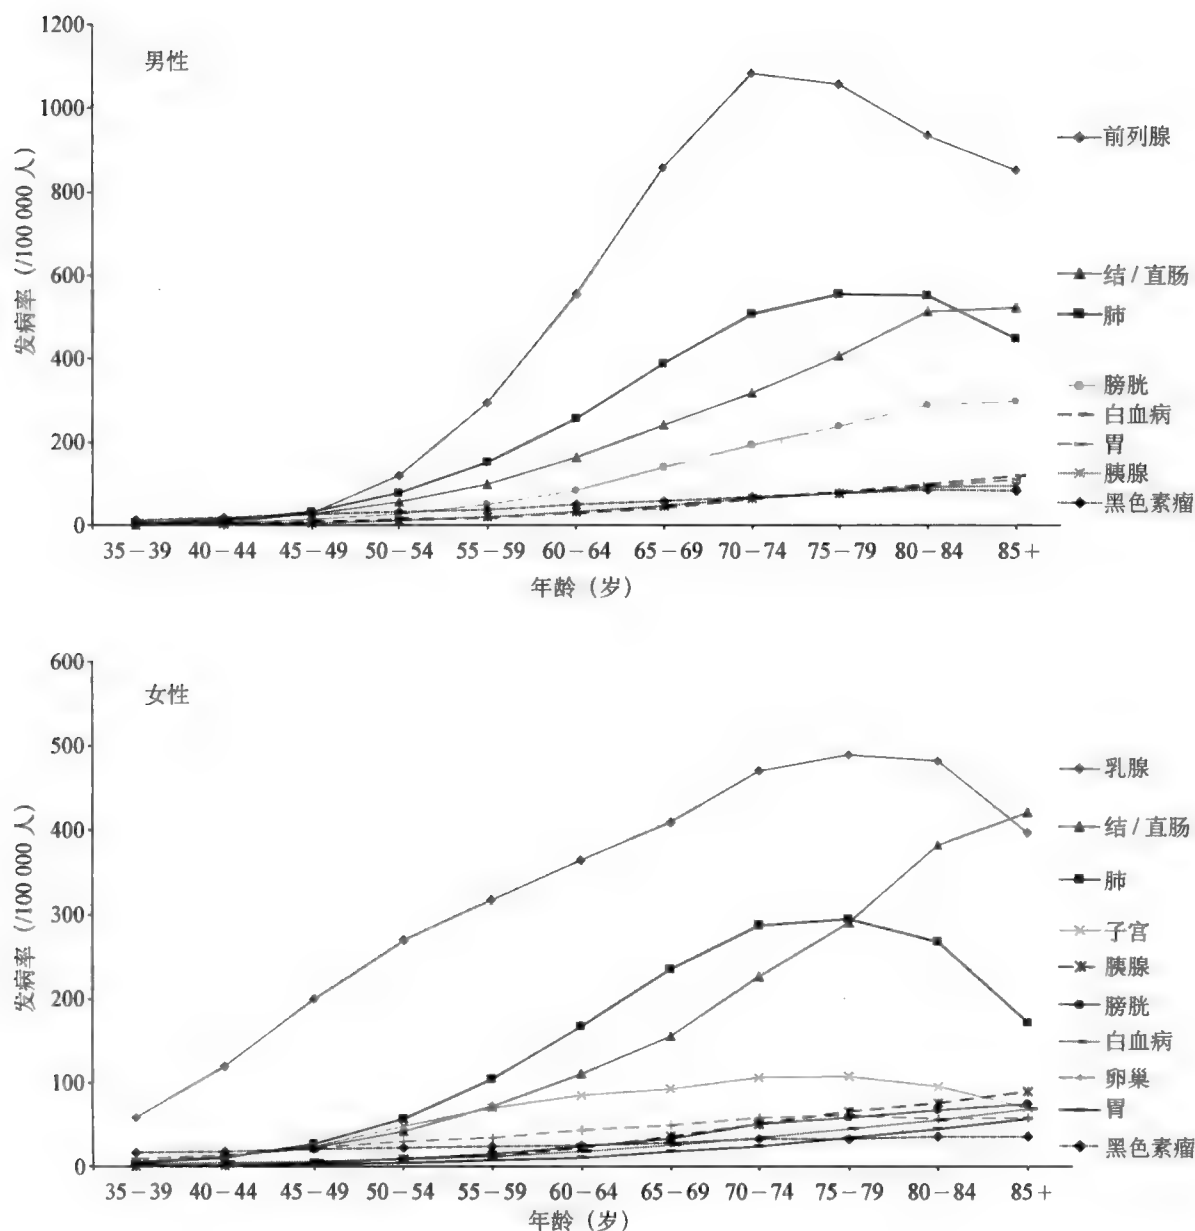 男性
1200
1000
800
600
400
200
0
发病率 (/100 000 人)
35-39 40-44 45-49 50-54 55-59 60-64 65-69 70-74 75-79 80-84 85+
年龄 (岁)
前列腺
结 / 直肠
肺
膀胱
白血病
胃
胰腺
黑色素瘤
女性
600
500
400
300
200
100
0
发病率 (/100 000 人)
35-39 40-44 45-49 50-54 55-59 60-64 65-69 70-74 75-79 80-84 85+
年龄 (岁)
乳腺
结 / 直肠
肺
子宫
胰腺
膀胱
白血病
卵巢
胃
黑色素瘤